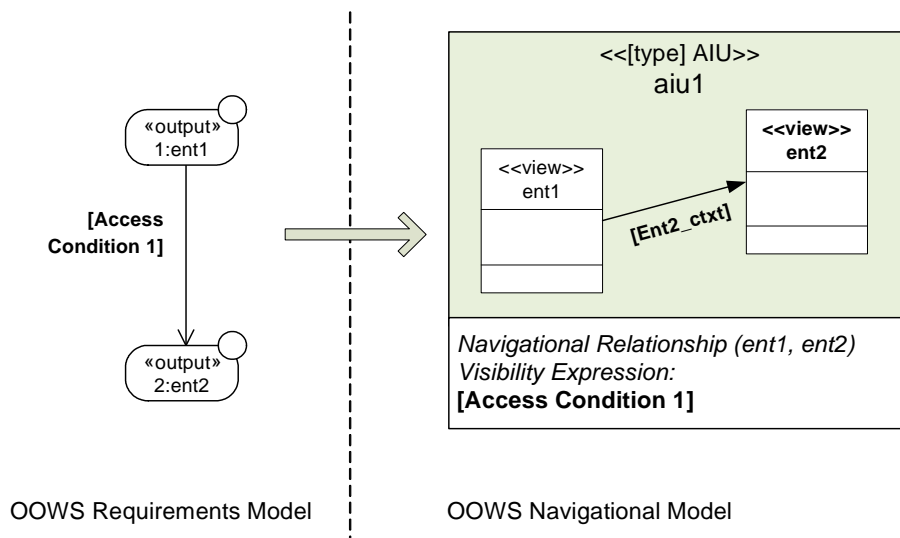 «output»
1:ent1
[Access
Condition 1]
«output»
2:ent2
OOWS Requirements Model
<<[type] AIU>>
aiu1
<<view>>
ent1
[Ent2_ctxt]
<<view>>
ent2
Navigational Relationship (ent1, ent2)
Visibility Expression:
[Access Condition 1]
OOWS Navigational Model